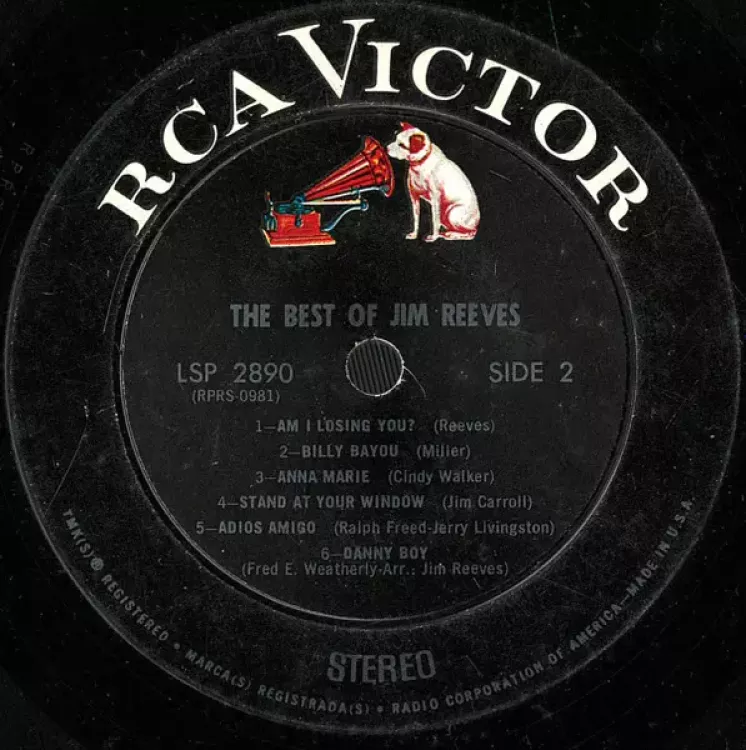 RCA VICTOR
THE BEST OF JIM REEVES
LSP 2890
(RPRS-0981)
SIDE 2
1—AM I LOSING YOU? (Reeves)
2—BILLY BAYOU (Miller)
3—ANNA MARIE (Cindy Walker)
4—STAND AT YOUR WINDOW (Jim Carroll)
5—ADIOS AMIGO (Ralph Freed-Jerry Livingston)
6—DANNY BOY
(Fred E. Weatherly-Arr.: Jim Reeves)
STEREO
TMK(S)® REGISTERED • MARCA(S) REGISTRADA(S) • RADIO CORPORATION OF AMERICA—MADE IN U.S.A.